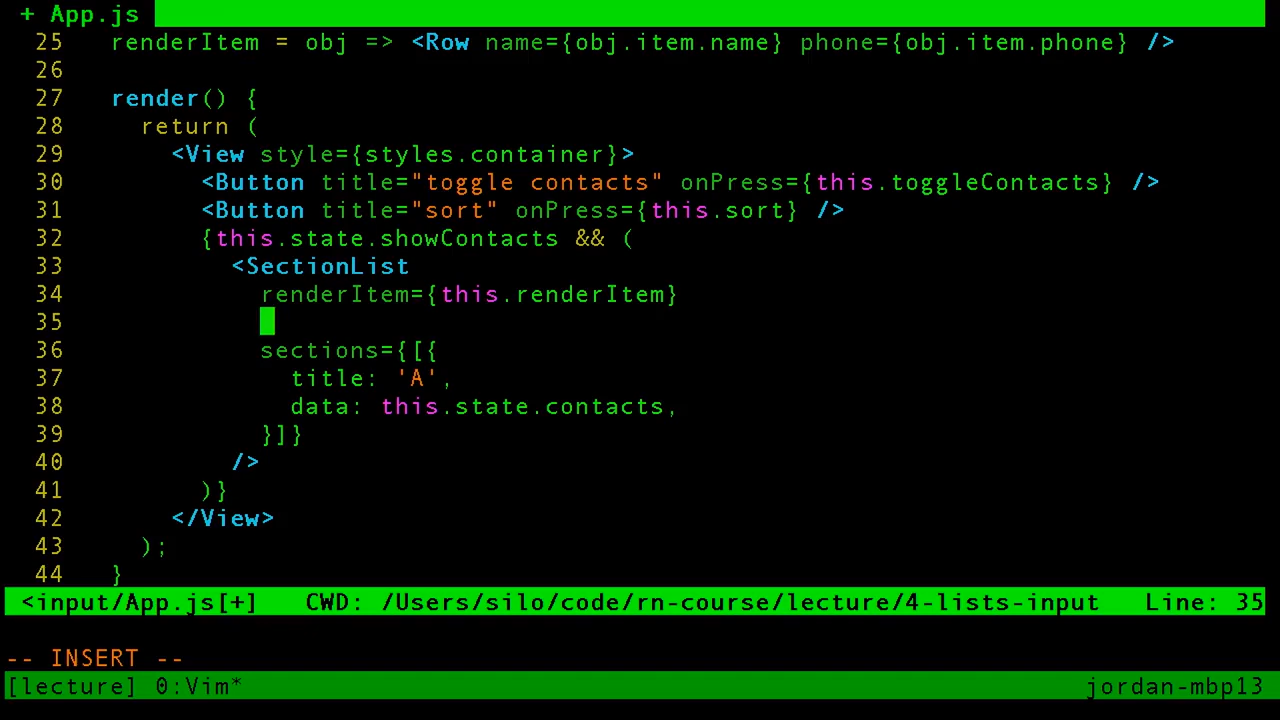 + App.js
25   renderItem = obj => <Row name={obj.item.name} phone={obj.item.phone} />
26
27   render() {
28     return (
29       <View style={styles.container}>
30         <Button title="toggle contacts" onPress={this.toggleContacts} />
31         <Button title="sort" onPress={this.sort} />
32         {this.state.showContacts && (
33           <SectionList
34             renderItem={this.renderItem}
35
36             sections={[{
37               title: 'A',
38               data: this.state.contacts,
39             }]}
40           />
41         )}
42       </View>
43     );
44   }
<input/App.js[+]   CWD: /Users/silo/code/rn-course/lecture/4-lists-input   Line: 35
-- INSERT --
[lecture] 0:Vim*   jordan-mbp13